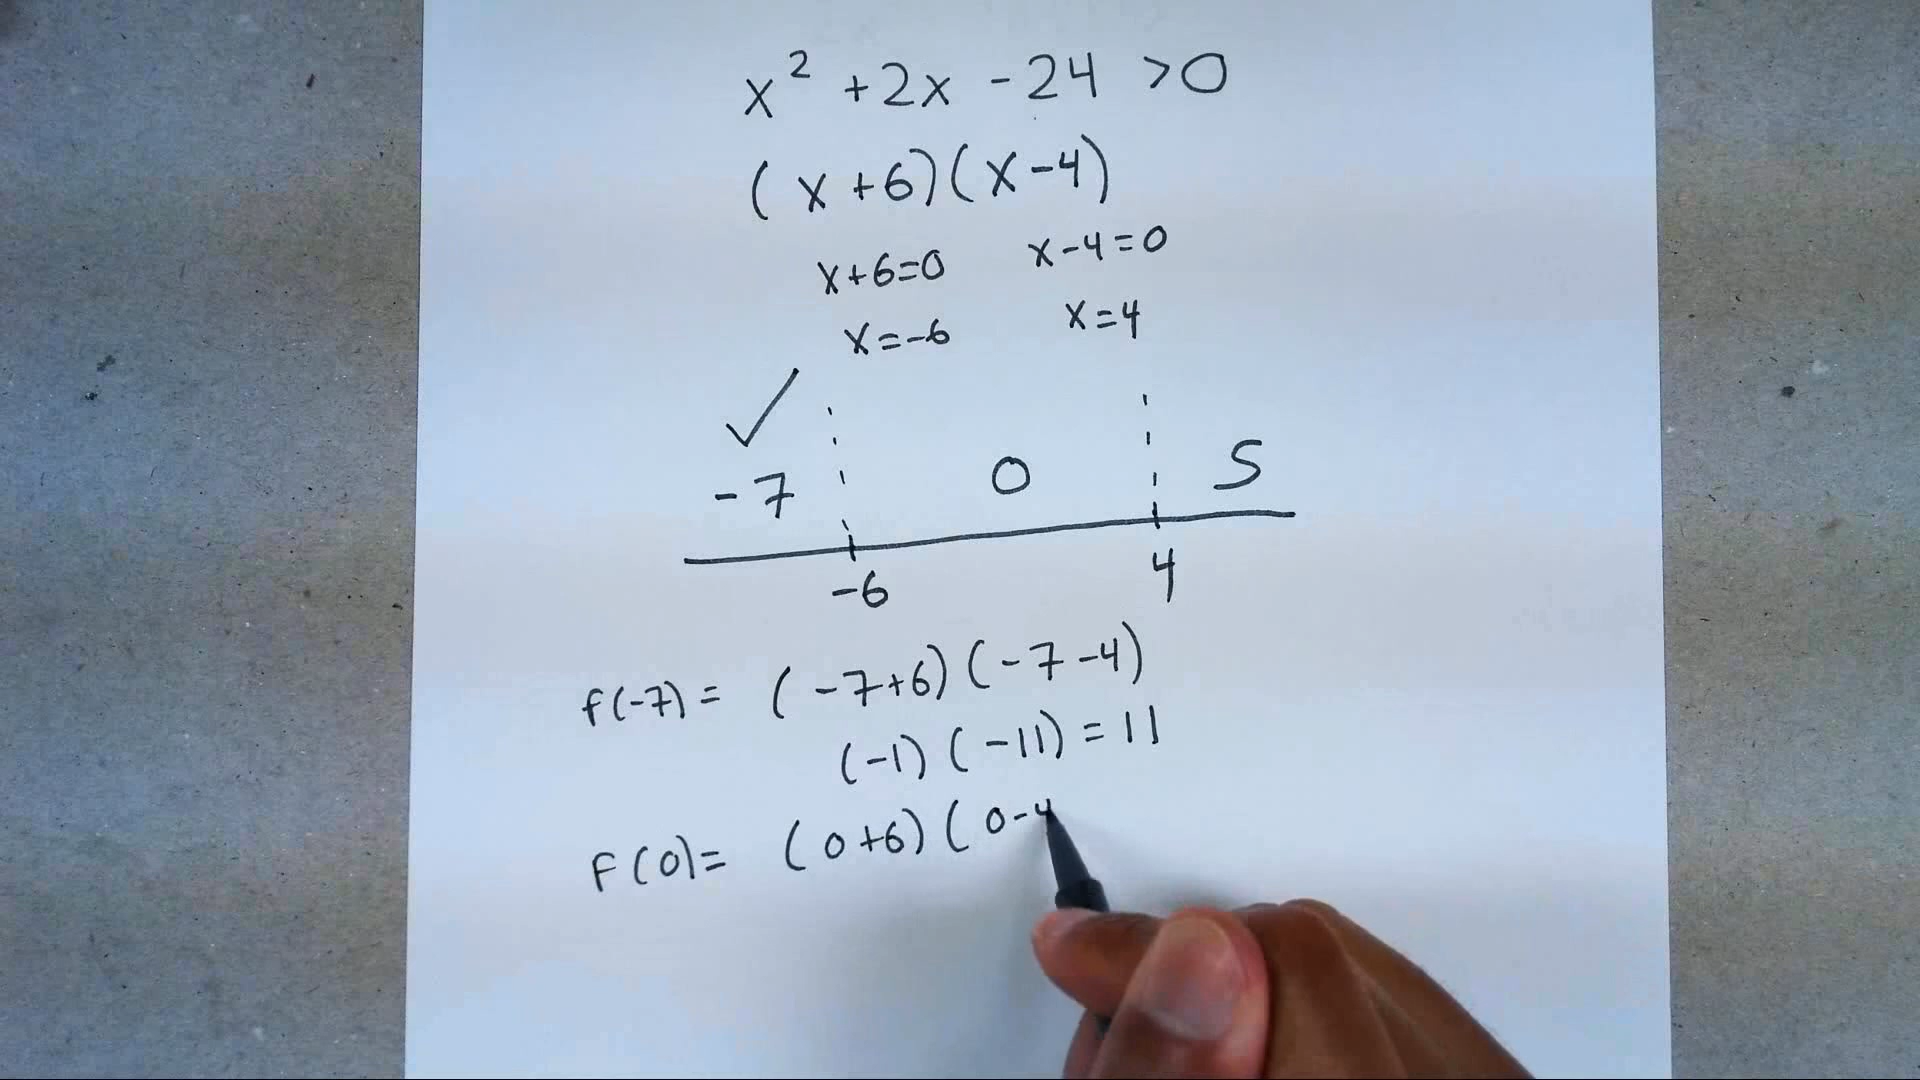 x² +2x -24 >0
(x+6)(x-4)
x+6=0 x-4=0
x=-6 x=4
✓
-7 0 5
-6 4
f(-7)= (-7+6)(-7-4)
(-1)(-11)=11
F(0)= (0+6)(0-4